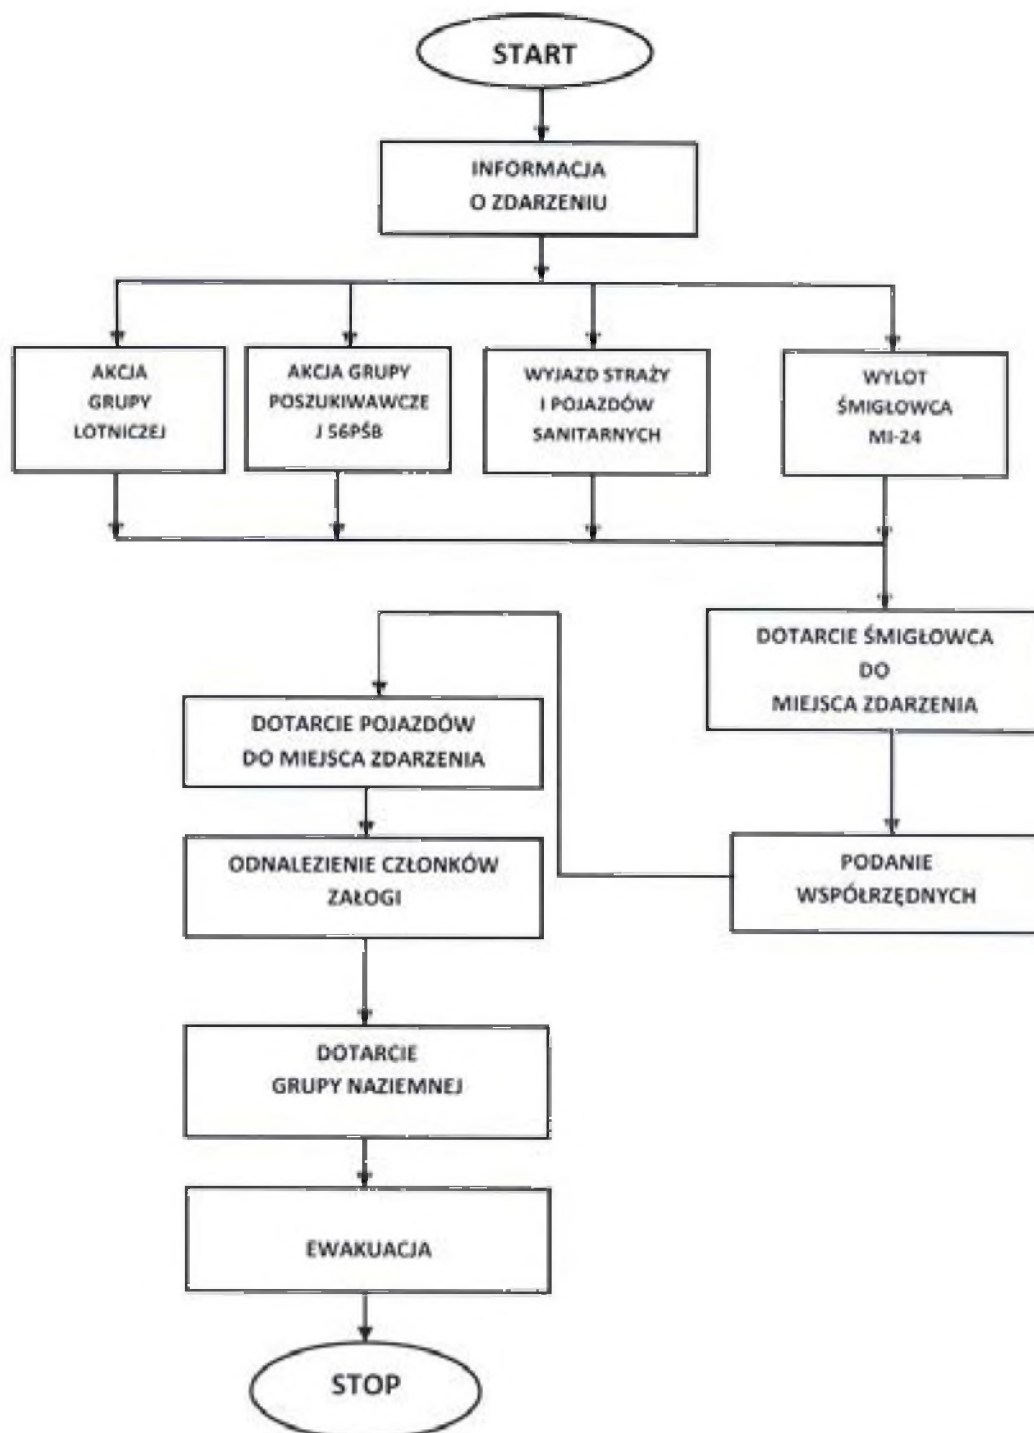 START
INFORMACJA
O ZDARZENIU
AKCJA
GRUPY
LOTNICZEJ
AKCJA GRUPY
POSZUKIWAWCZE
J 56PŚB
WYJAZD STRAŻY
I POJAZDÓW
SANITARNYCH
WYLOT
ŚMIGŁOWCA
MI-24
DOTARCIE ŚMIGŁOWCA
DO
MIEJSCA ZDARZENIA
PODANIE
WSPÓŁRZĘDNYCH
DOTARCIE POJAZDÓW
DO MIEJSCA ZDARZENIA
ODNALEZIENIE CZŁONKÓW
ZAŁOGI
DOTARCIE
GRUPY NAZIEMNEJ
EWAKUACJA
STOP